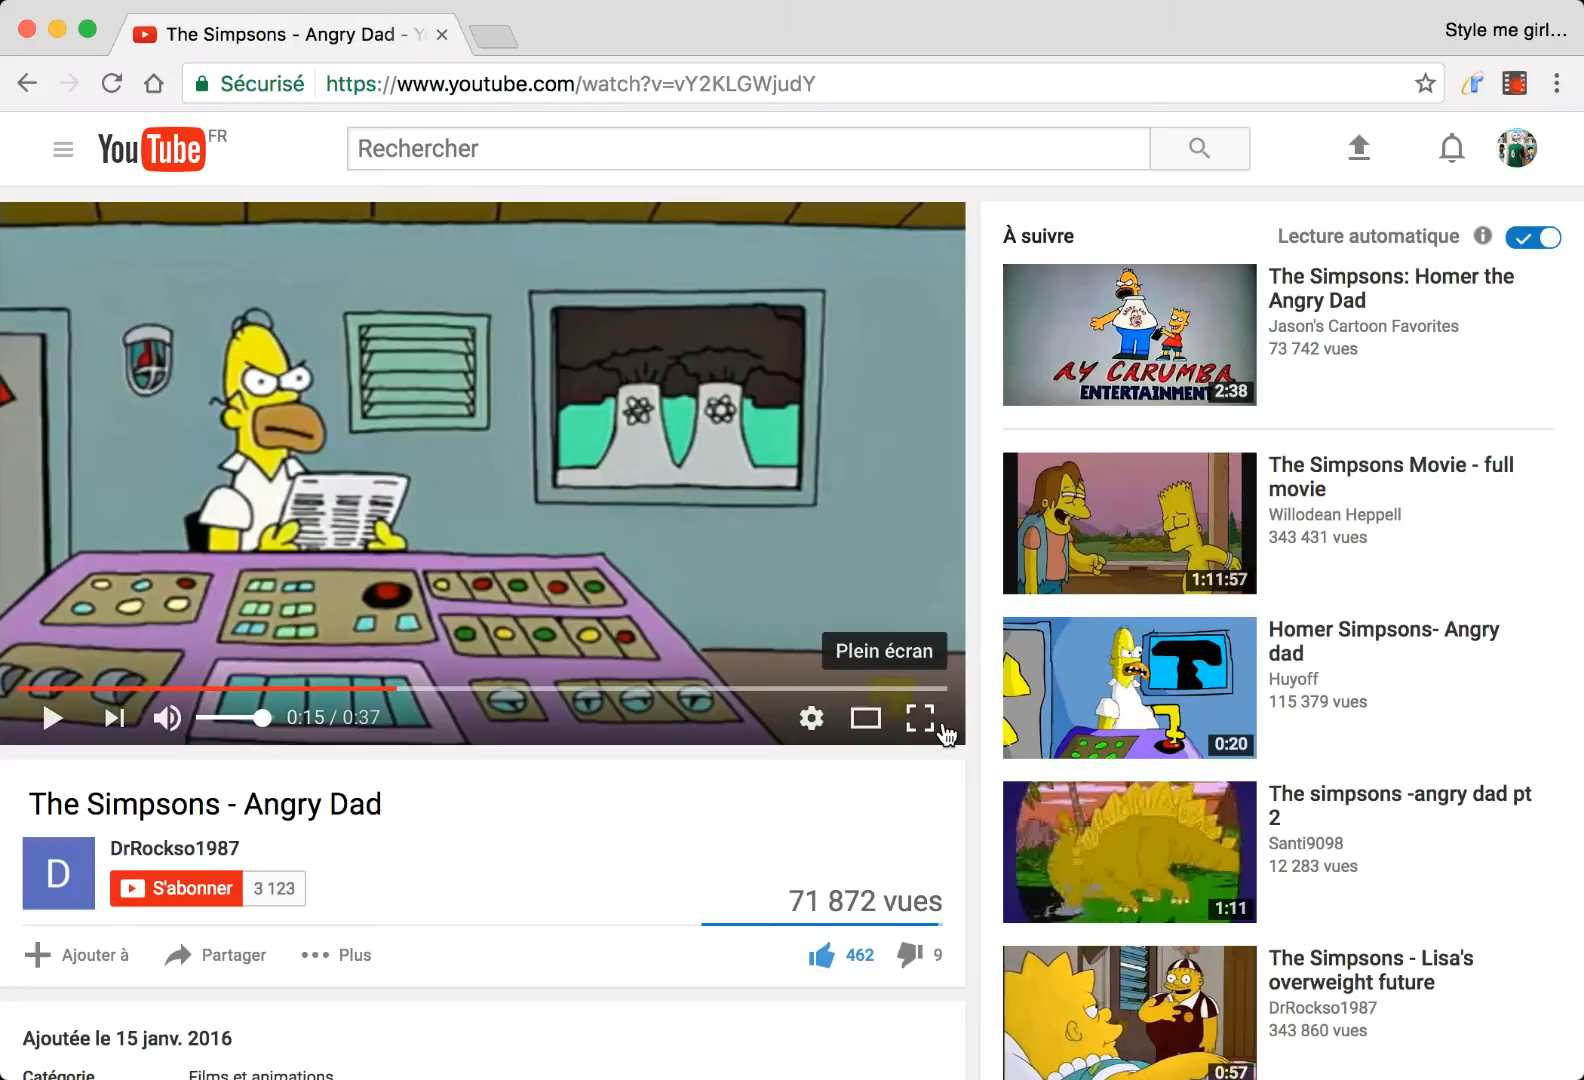 The Simpsons - Angry Dad - Y
Style me girl...
Sécurisé
https://www.youtube.com/watch?v=vY2KLGWjudY
YouTube FR
Rechercher
À suivre
Lecture automatique
AY CARUMBA
ENTERTAINMENT
2:38
The Simpsons: Homer the
Angry Dad
Jason's Cartoon Favorites
73 742 vues
1:11:57
The Simpsons Movie - full
movie
Willodean Heppell
343 431 vues
0:20
Homer Simpsons- Angry
dad
Huyoff
115 379 vues
1:11
The simpsons -angry dad pt
2
Santi9098
12 283 vues
0:57
The Simpsons - Lisa's
overweight future
DrRockso1987
343 860 vues
Plein écran
0:15 / 0:37
The Simpsons - Angry Dad
D
DrRockso1987
S'abonner
3 123
71 872 vues
Ajouter à
Partager
Plus
462
9
Ajoutée le 15 janv. 2016
Catégorie
Films et animations